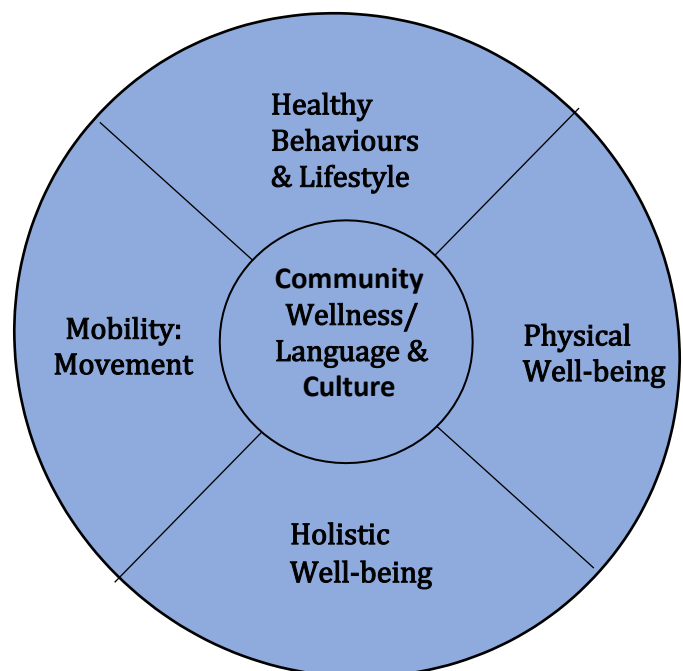 Healthy
Behaviours
& Lifestyle
Community
Wellness/
Language &
Culture
Mobility:
Movement
Physical
Well-being
Holistic
Well-being